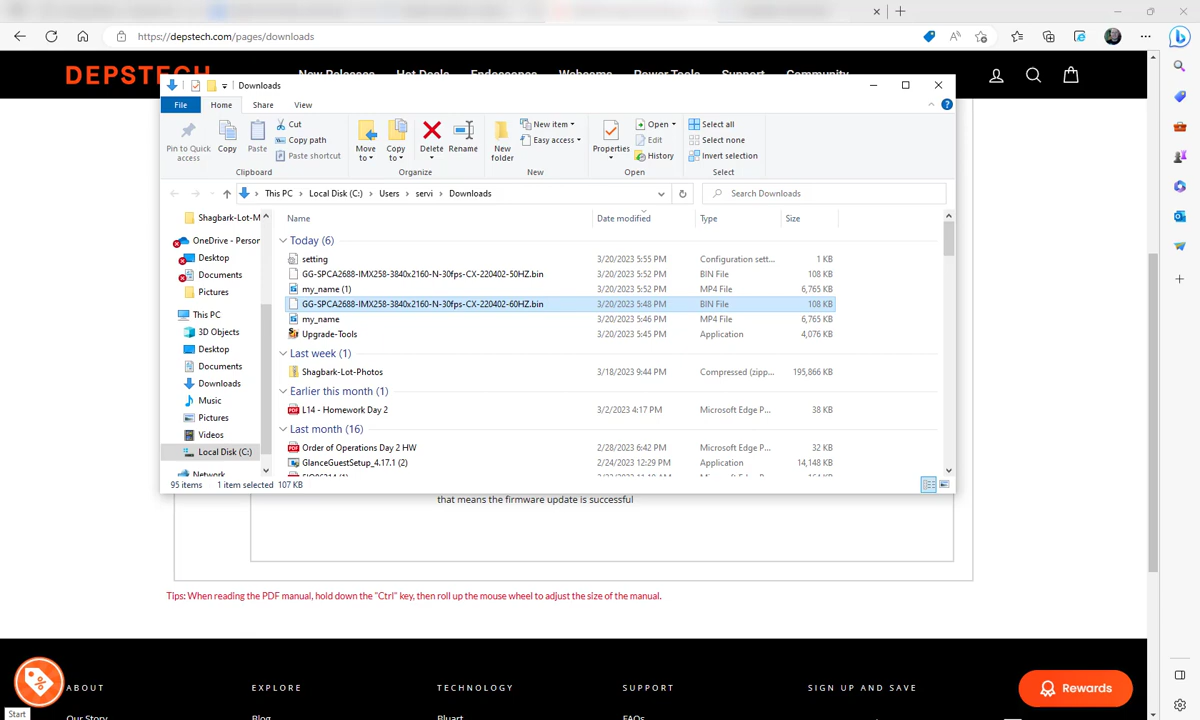 https://depstech.com/pages/downloads
DEPSTECH
New Releases Hot Deals Endoscope Webcams Power Tools Support Community
Downloads
File Home Share View
Pin to Quick access
Copy
Paste
Cut
Copy path
Paste shortcut
Clipboard
Move to
Copy to
Delete
Rename
Organize
New folder
New item
Easy access
New
Properties
Open
Edit
History
Open
Select all
Select none
Invert selection
Select
This PC > Local Disk (C:) > Users > servi > Downloads
Search Downloads
Shagbark-Lot-M
OneDrive - Person
Desktop
Documents
Pictures
This PC
3D Objects
Desktop
Documents
Downloads
Music
Pictures
Videos
Local Disk (C:)
Network
Name Date modified Type Size
Today (6)
setting 3/20/2023 5:55 PM Configuration sett... 1 KB
GG-SPCA2688-IMX258-3840x2160-N-30fps-CX-220402-50HZ.bin 3/20/2023 5:52 PM BIN File 108 KB
my_name (1) 3/20/2023 5:52 PM MP4 File 6,765 KB
GG-SPCA2688-IMX258-3840x2160-N-30fps-CX-220402-60HZ.bin 3/20/2023 5:48 PM BIN File 108 KB
my_name 3/20/2023 5:46 PM MP4 File 6,765 KB
Upgrade-Tools 3/20/2023 5:45 PM Application 4,076 KB
Last week (1)
Shagbark-Lot-Photos 3/18/2023 9:44 PM Compressed (zipp... 195,866 KB
Earlier this month (1)
L14 - Homework Day 2 3/2/2023 4:17 PM Microsoft Edge P... 38 KB
Last month (16)
Order of Operations Day 2 HW 2/28/2023 6:42 PM Microsoft Edge P... 32 KB
GlanceGuestSetup_4.17.1 (2) 2/24/2023 12:29 PM Application 14,148 KB
95 items 1 item selected 107 KB
that means the firmware update is successful
Tips: When reading the PDF manual, hold down the "Ctrl" key, then roll up the mouse wheel to adjust the size of the manual.
ABOUT EXPLORE TECHNOLOGY SUPPORT SIGN UP AND SAVE
Rewards
Start
Our Story Blog Bluart FAQs